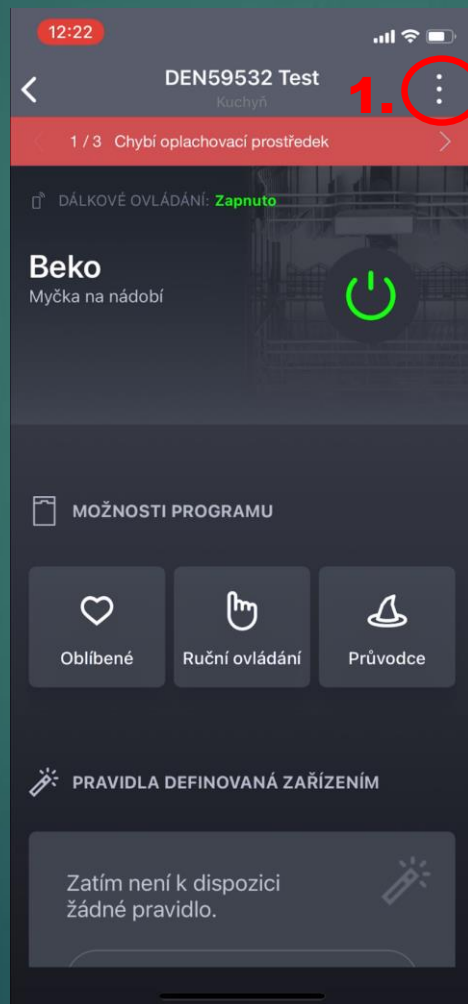 12:22
DEN59532 Test
Kuchyň
1.
1 / 3 Chybí oplachovací prostředek
DÁLKOVÉ OVLÁDÁNÍ: Zapnuto
Beko
Myčka na nádobí
MOŽNOSTI PROGRAMU
Oblíbené
Ruční ovládání
Průvodce
PRAVIDLA DEFINOVANÁ ZAŘÍZENÍM
Zatím není k dispozici
žádné pravidlo.